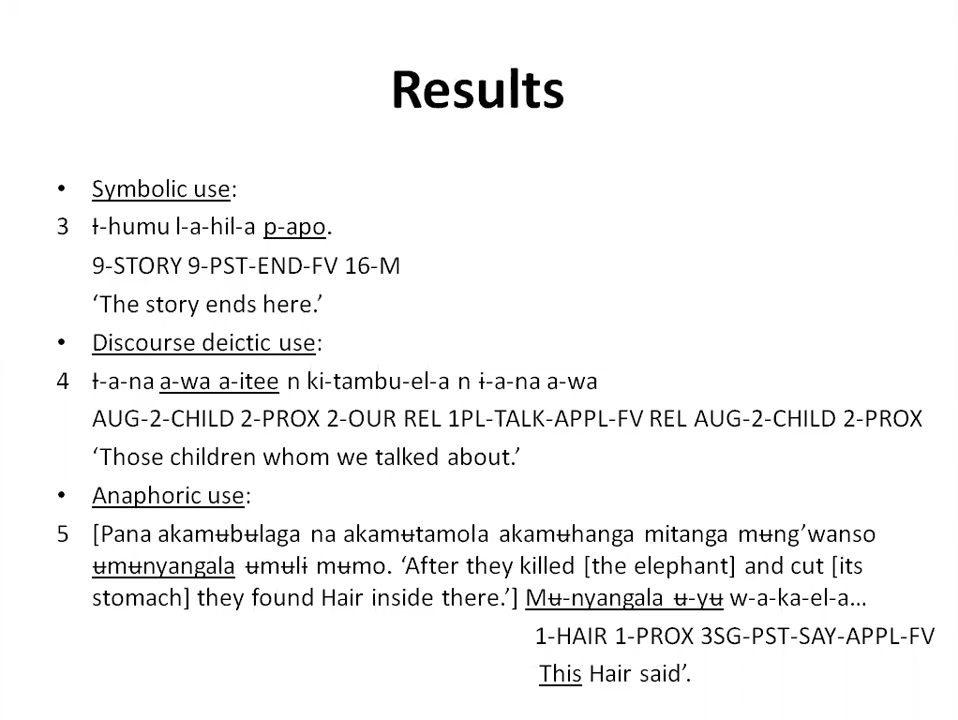 Results
• Symbolic use:
3 Ɨ-humu l-a-hil-a p-apo.
9-STORY 9-PST-END-FV 16-M
‘The story ends here.’
• Discourse deictic use:
4 Ɨ-a-na a-wa a-itee n ki-tambu-el-a n ɨ-a-na a-wa
AUG-2-CHILD 2-PROX 2-OUR REL 1PL-TALK-APPL-FV REL AUG-2-CHILD 2-PROX
‘Those children whom we talked about.’
• Anaphoric use:
5 [Pana akamʉbʉlaga na akamʉtamola akamʉhanga mitanga mʉng’wanso
ʉmʉnyangala ʉmʉlɨ mʉmo. ‘After they killed [the elephant] and cut [its
stomach] they found Hair inside there.’] Mʉ-nyangala ʉ-yʉ w-a-ka-el-a…
1-HAIR 1-PROX 3SG-PST-SAY-APPL-FV
This Hair said’.